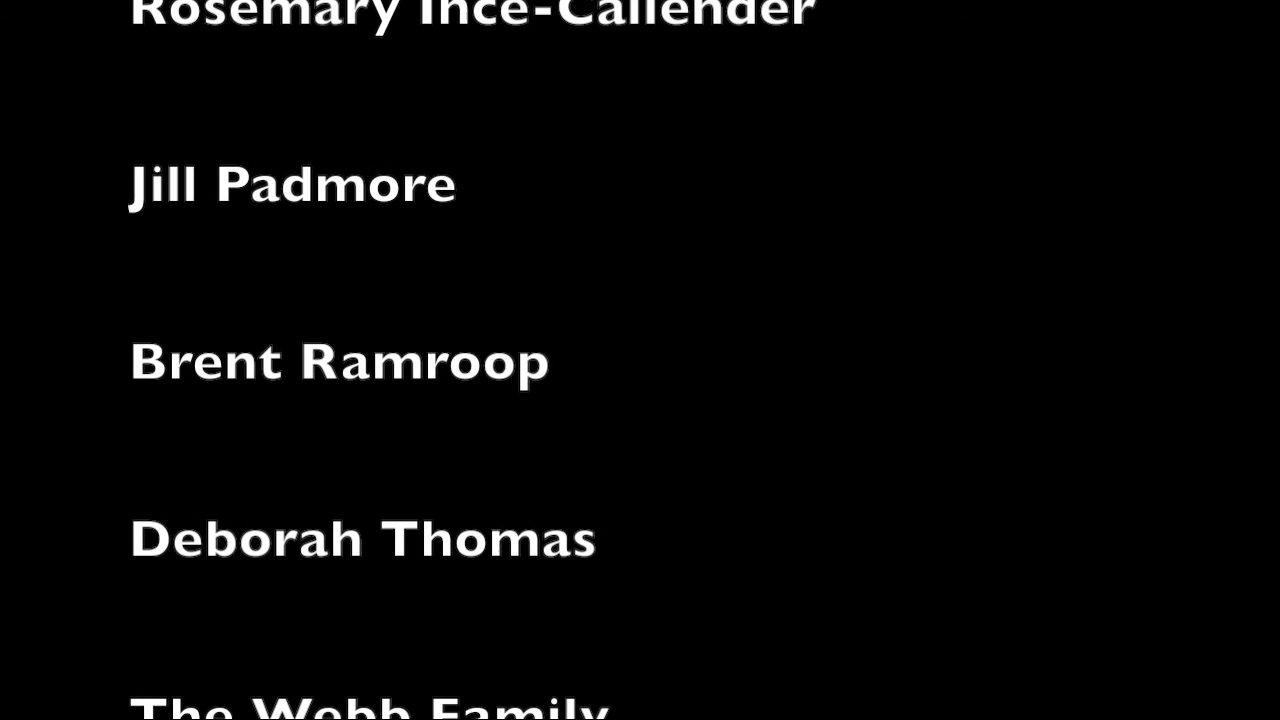 Rosemary Ince-Callender
Jill Padmore
Brent Ramroop
Deborah Thomas
The Webb Family